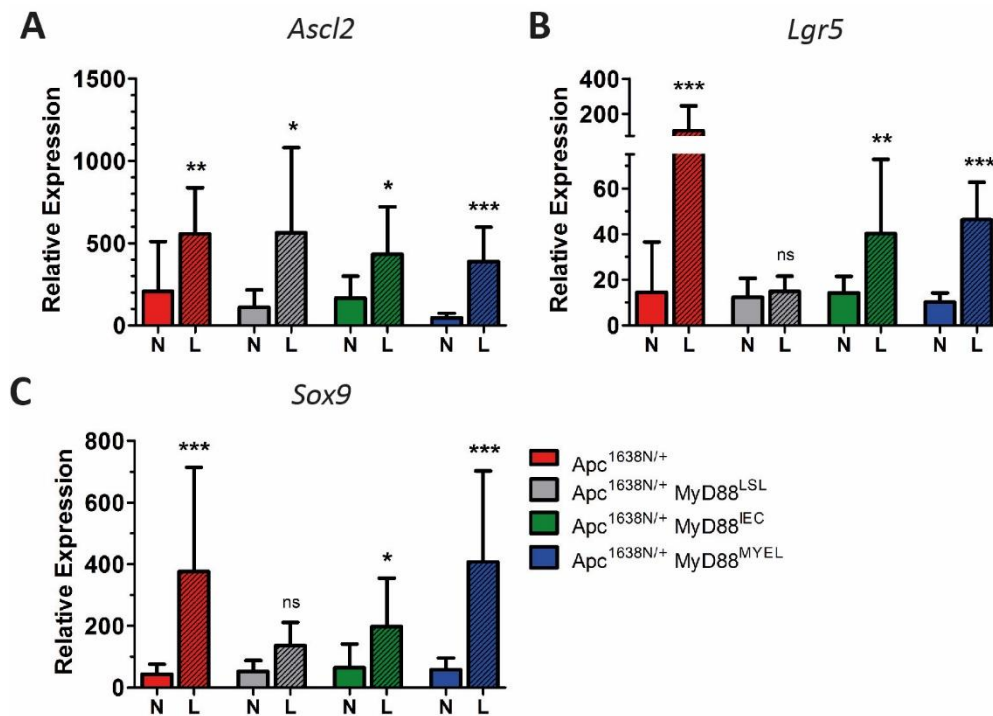 A
Ascl2
Relative Expression
1500
1000
500
0
**
*
*
***
N L N L N L N L
B
Lgr5
Relative Expression
400
200
60
40
20
0
***
ns
**
***
N L N L N L N L
C
Sox9
Relative Expression
800
600
400
200
0
***
ns
*
***
N L N L N L N L
Apc1638N/+
Apc1638N/+ MyD88LSL
Apc1638N/+ MyD88IEC
Apc1638N/+ MyD88MYEL